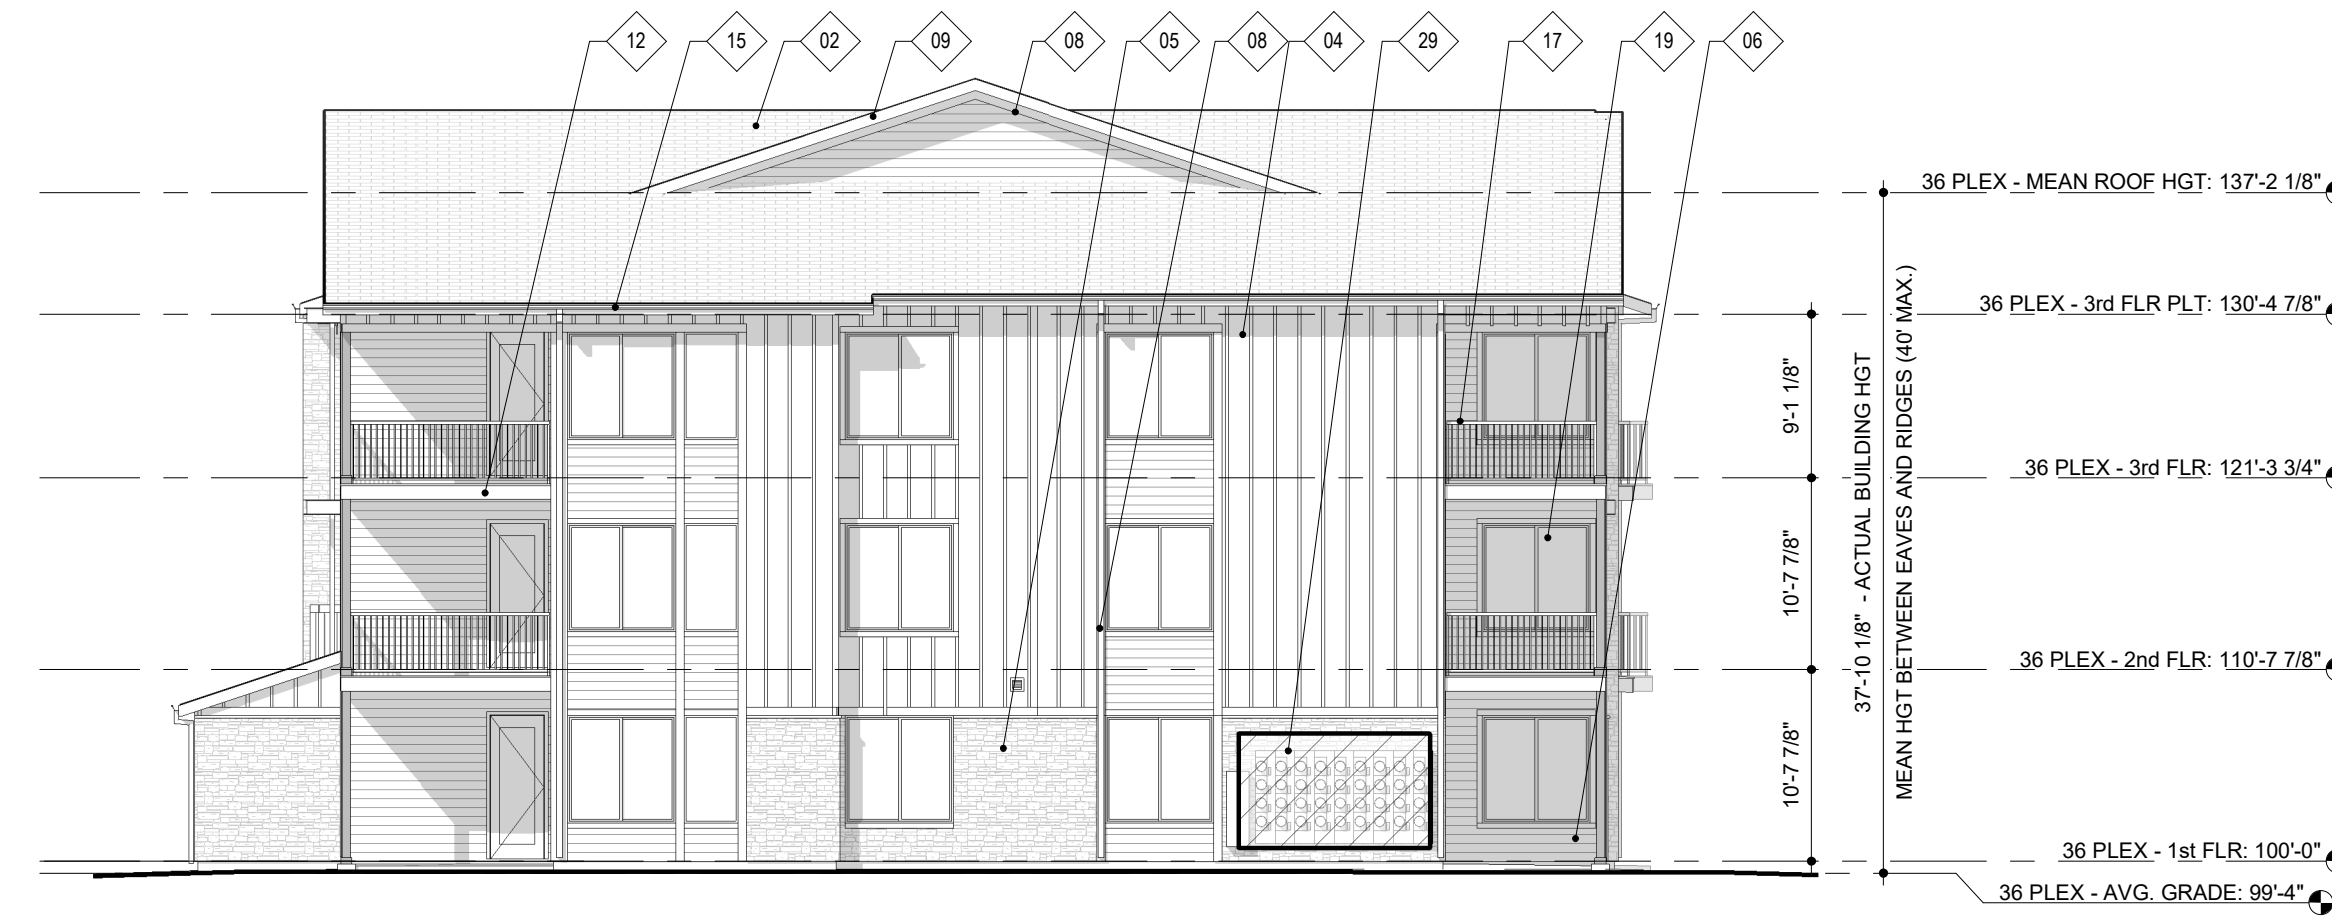 12
15
02
09
08
05
08
04
29
17
19
06
36 PLEX - MEAN ROOF HGT: 137'-2 1/8"
36 PLEX - 3rd FLR PLT: 130'-4 7/8"
36 PLEX - 3rd FLR: 121'-3 3/4"
36 PLEX - 2nd FLR: 110'-7 7/8"
36 PLEX - 1st FLR: 100'-0"
36 PLEX - AVG. GRADE: 99'-4"
9'-1 1/8"
10'-7 7/8"
10'-7 7/8"
37'-10 1/8" - ACTUAL BUILDING HGT
MEAN HGT BETWEEN EAVES AND RIDGES (40' MAX.)